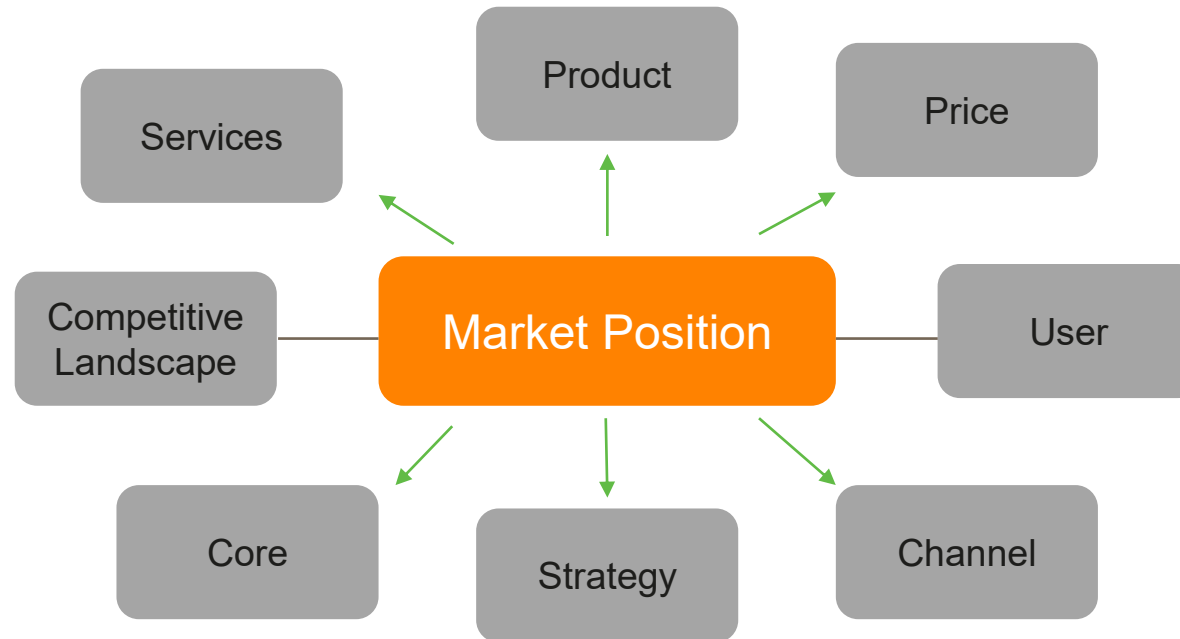 Product
Price
Services
Competitive
Landscape
Market Position
User
Core
Strategy
Channel